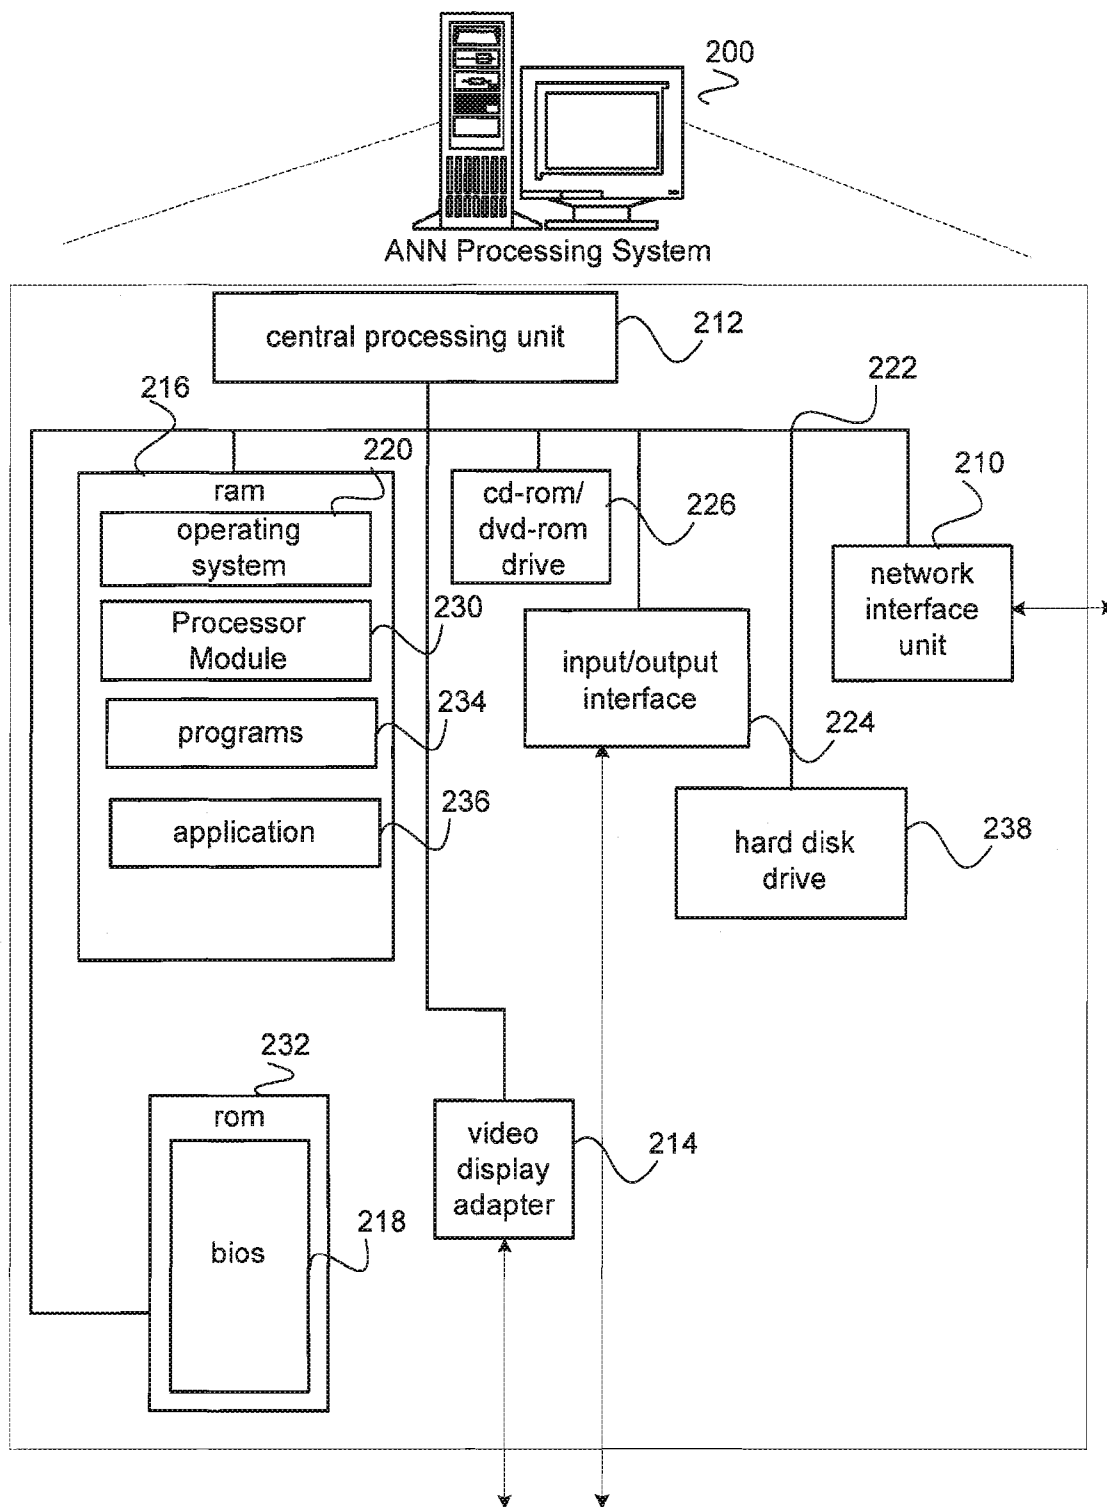 200
ANN Processing System
central processing unit
212
216
222
220
210
ram
operating
system
cd-rom/
dvd-rom
drive
226
network
interface
unit
230
Processor
Module
input/output
interface
234
programs
224
236
application
238
hard disk
drive
232
rom
video
display
adapter
214
218
bios